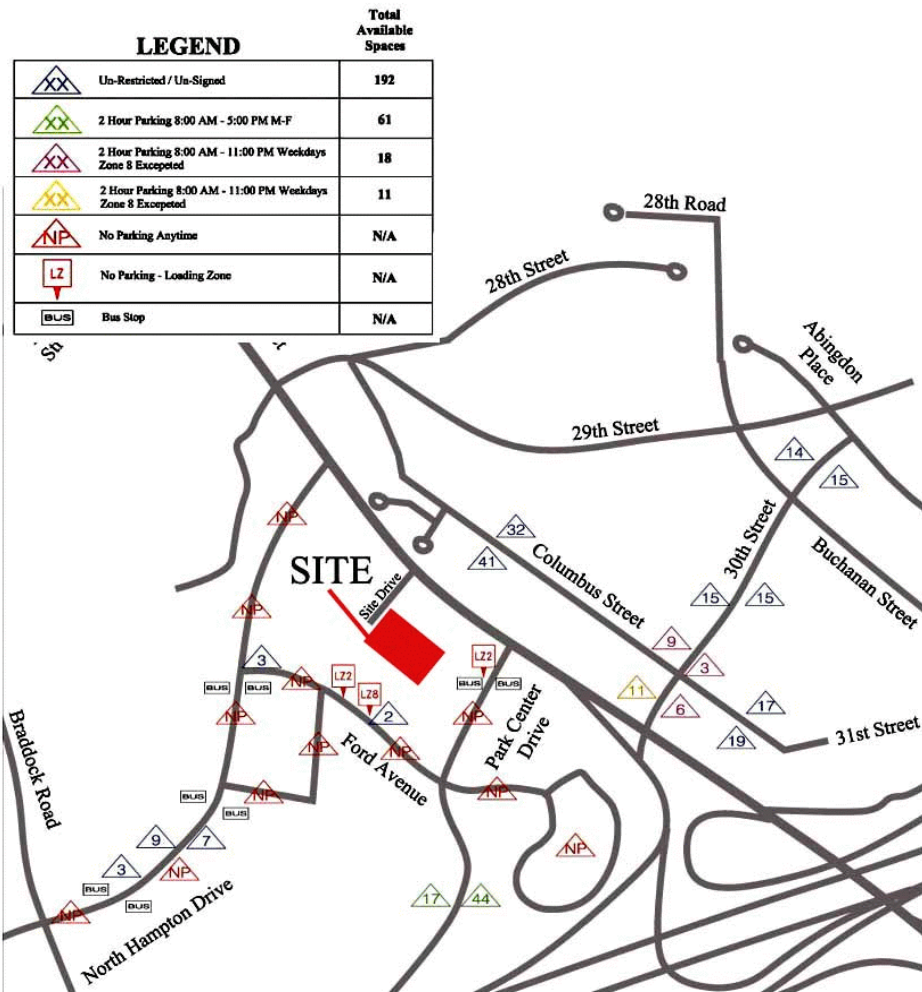 LEGEND
Total
Available
Spaces
XX Un-Restricted / Un-Signed 192
XX 2 Hour Parking 8:00 AM - 5:00 PM M-F 61
XX 2 Hour Parking 8:00 AM - 11:00 PM Weekdays
Zone 8 Excepeted 18
XX 2 Hour Parking 8:00 AM - 11:00 PM Weekdays
Zone 8 Excepeted 11
NP No Parking Anytime N/A
LZ No Parking - Loading Zone N/A
BUS Bus Stop N/A
28th Road
28th Street
Abingdon
Place
29th Street
14
15
NP
32
41
Columbus Street
30th Street
Buchanan Street
SITE
Site Drive
15
15
NP
9
3
3
LZ2
LZ2
NP
BUS
BUS
BUS
BUS
LZ8
11
6
17
19
31st Street
NP
2
NP
Park Center
Drive
Braddock Road
NP
Ford Avenue
NP
BUS
NP
NP
BUS
9
7
NP
3
NP
BUS
BUS
17
44
NP
North Hampton Drive